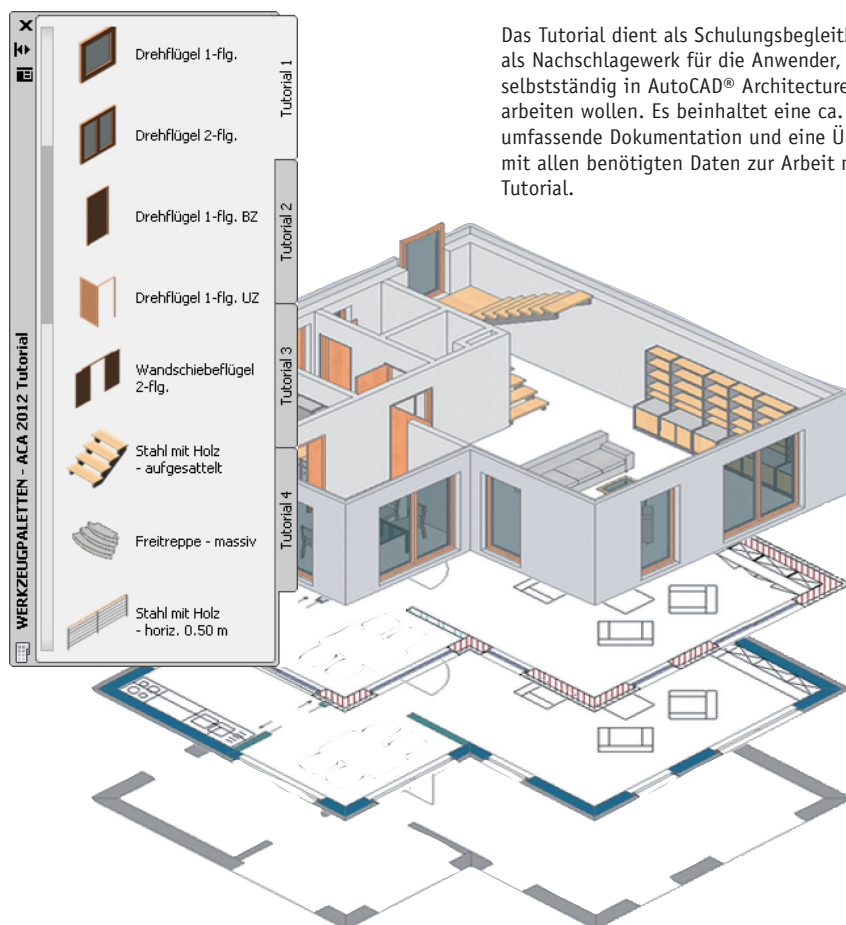 Das Tutorial dient als Schulungsbegleit
als Nachschlagewerk für die Anwender,
selbstständig in AutoCAD® Architecture
arbeiten wollen. Es beinhaltet eine ca.
umfassende Dokumentation und eine Ü
mit allen benötigten Daten zur Arbeit
Tutorial.
WERKZEUGPALETTEN - ACA 2012 Tutorial
Drehflügel 1-flg.
Drehflügel 2-flg.
Drehflügel 1-flg. BZ
Drehflügel 1-flg. UZ
Wandschiebeflügel
2-flg.
Stahl mit Holz
- aufgesattelt
Freitreppe - massiv
Stahl mit Holz
- horiz. 0.50 m
Tutorial 1
Tutorial 2
Tutorial 3
Tutorial 4